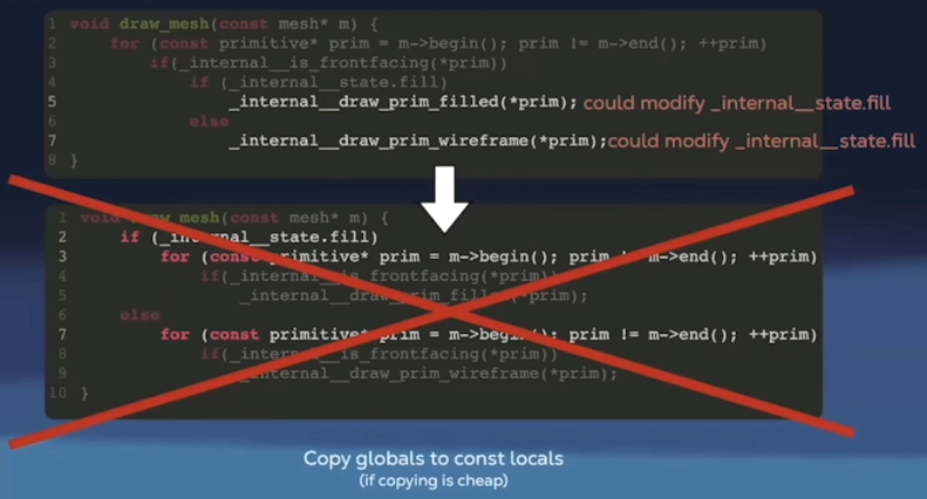 1 void draw_mesh(const mesh* m) {
2 for (const primitive* prim = m->begin(); prim != m->end(); ++prim)
3 if(_internal__is_frontfacing(*prim))
4 if (_internal__state.fill)
5 _internal__draw_prim_filled(*prim); could modify _internal__state.fill
6 else
7 _internal__draw_prim_wireframe(*prim);could modify _internal__state.fill
8 }
1 void draw_mesh(const mesh* m) {
2 if (_internal__state.fill)
3 for (const primitive* prim = m->begin(); prim != m->end(); ++prim)
4 if(_internal__is_frontfacing(*prim))
5 _internal__draw_prim_filled(*prim);
6 else
7 for (const primitive* prim = m->begin(); prim != m->end(); ++prim)
8 if(_internal__is_frontfacing(*prim))
9 _internal__draw_prim_wireframe(*prim);
10 }
Copy globals to const locals
(if copying is cheap)